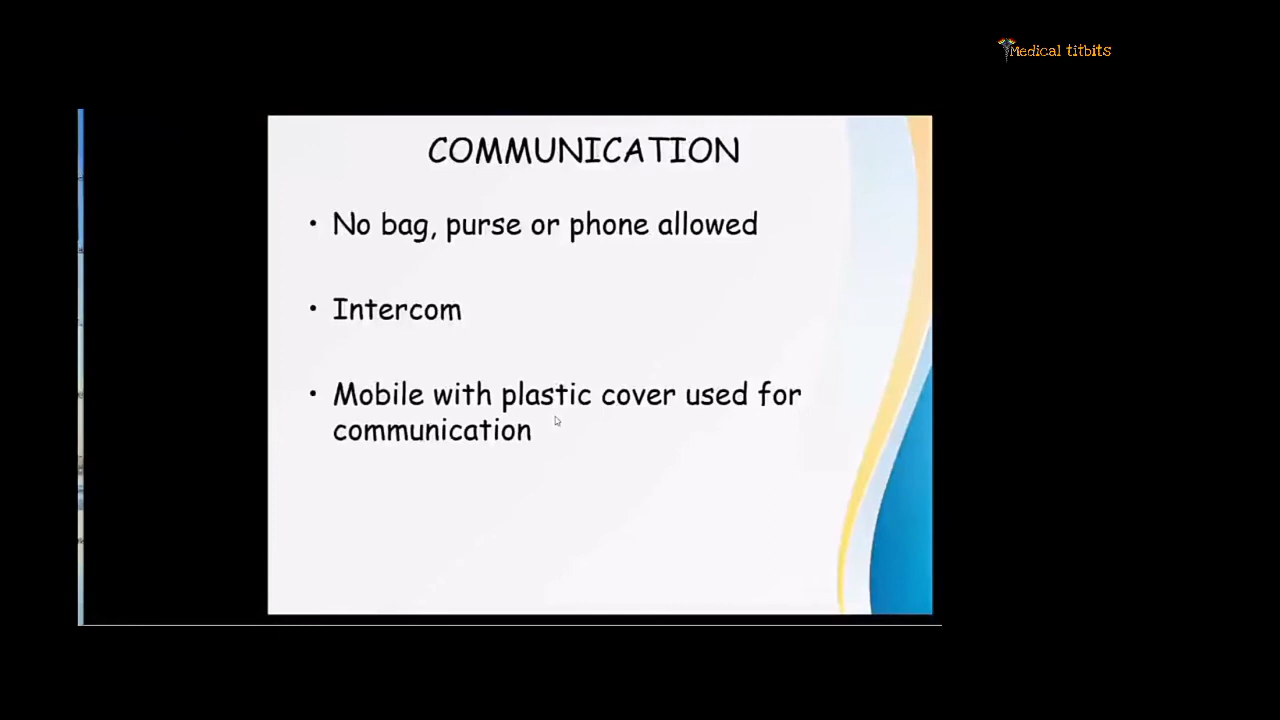 Medical titbits
COMMUNICATION
• No bag, purse or phone allowed
• Intercom
• Mobile with plastic cover used for
communication